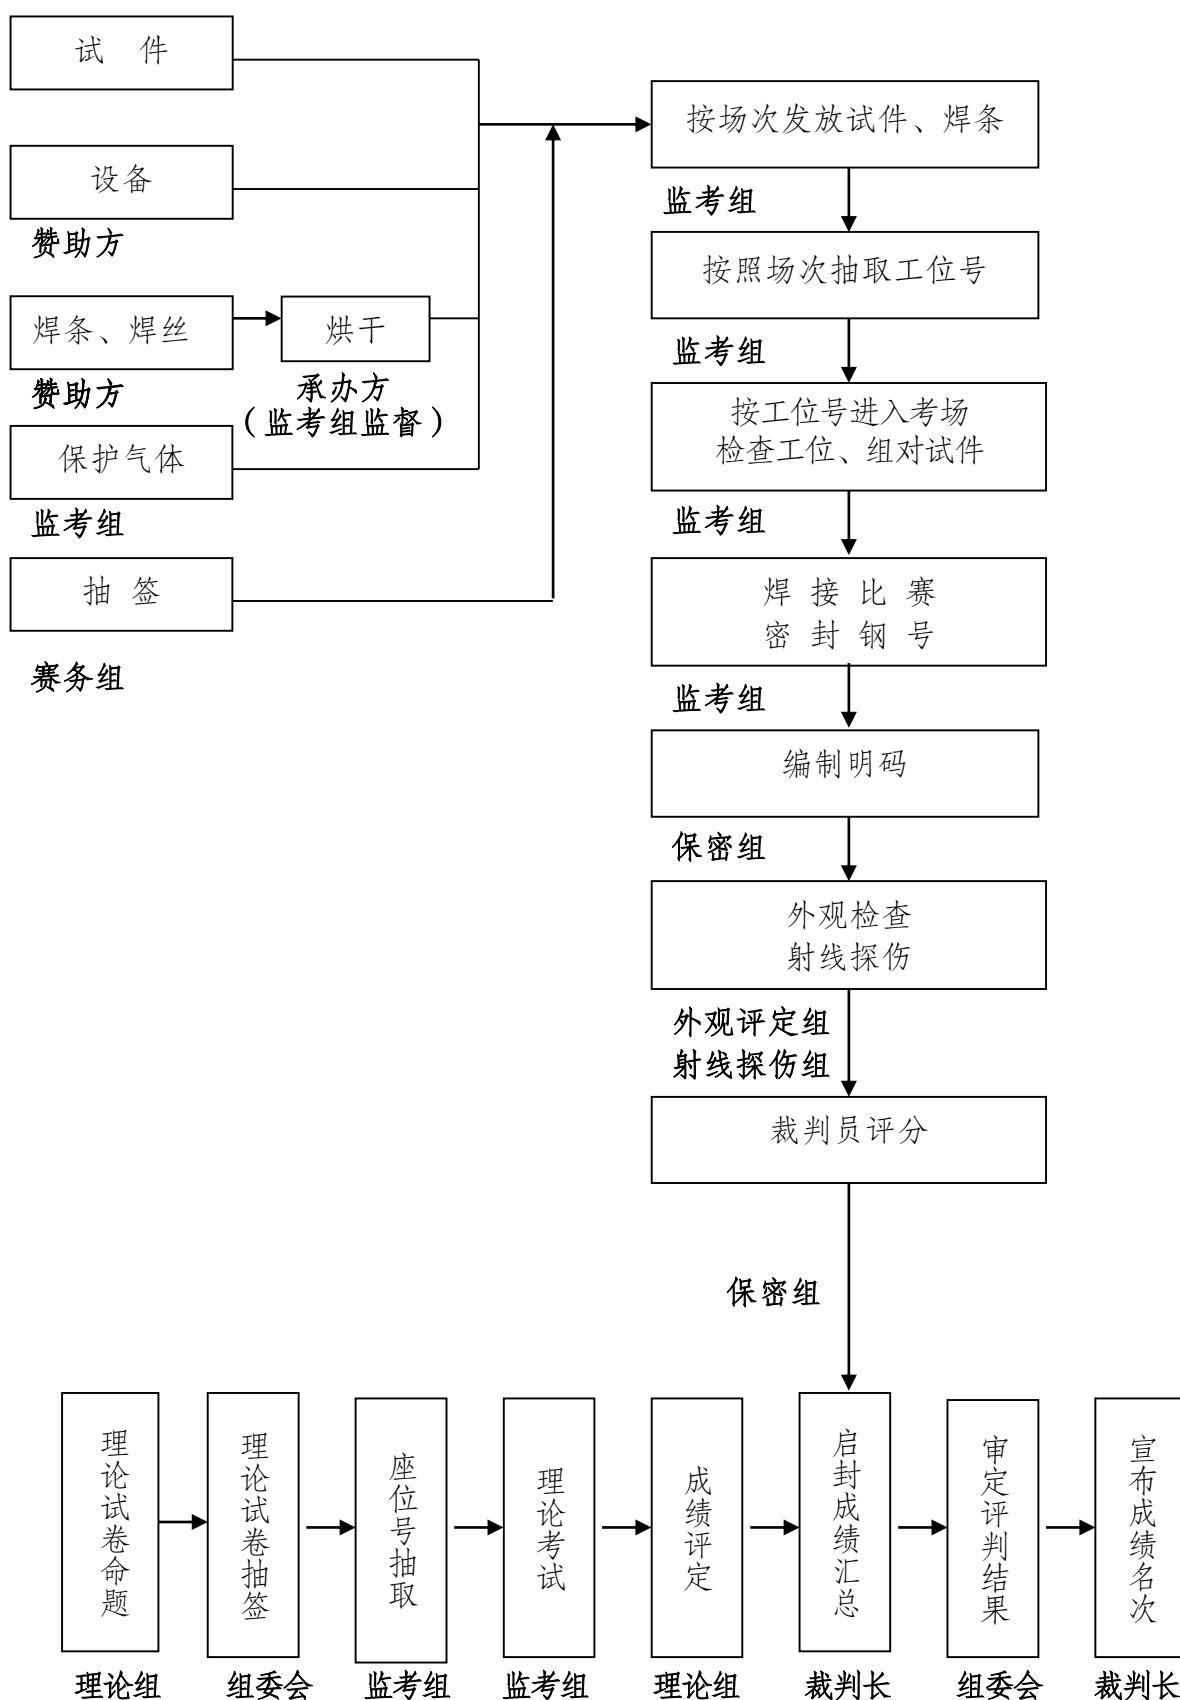 试 件
设备
赞助方
焊条、焊丝
烘干
赞助方
承办方
（监考组监督）
保护气体
监考组
抽 签
赛务组
按场次发放试件、焊条
监考组
按照场次抽取工位号
监考组
按工位号进入考场
检查工位、组对试件
监考组
焊 接 比 赛
密 封 钢 号
监考组
编制明码
保密组
外观检查
射线探伤
外观评定组
射线探伤组
裁判员评分
保密组
理论试卷命题
理论试卷抽签
座位号抽取
理论考试
成绩评定
启封成绩汇总
审定评判结果
宣布成绩名次
理论组
组委会
监考组
监考组
理论组
裁判长
组委会
裁判长